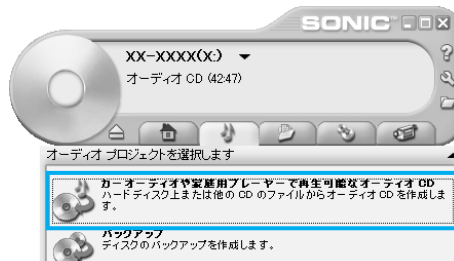 SONIC
XX-XXXX(X:)
オーディオ CD (42:47)
オーディオ プロジェクトを選択します
カーオーディオや家庭用プレーヤーで再生可能なオーディオ CD
ハードディスク上または他の CD のファイルからオーディオ CD を作成しま
す。
バックアップ
ディスクのバックアップを作成します。